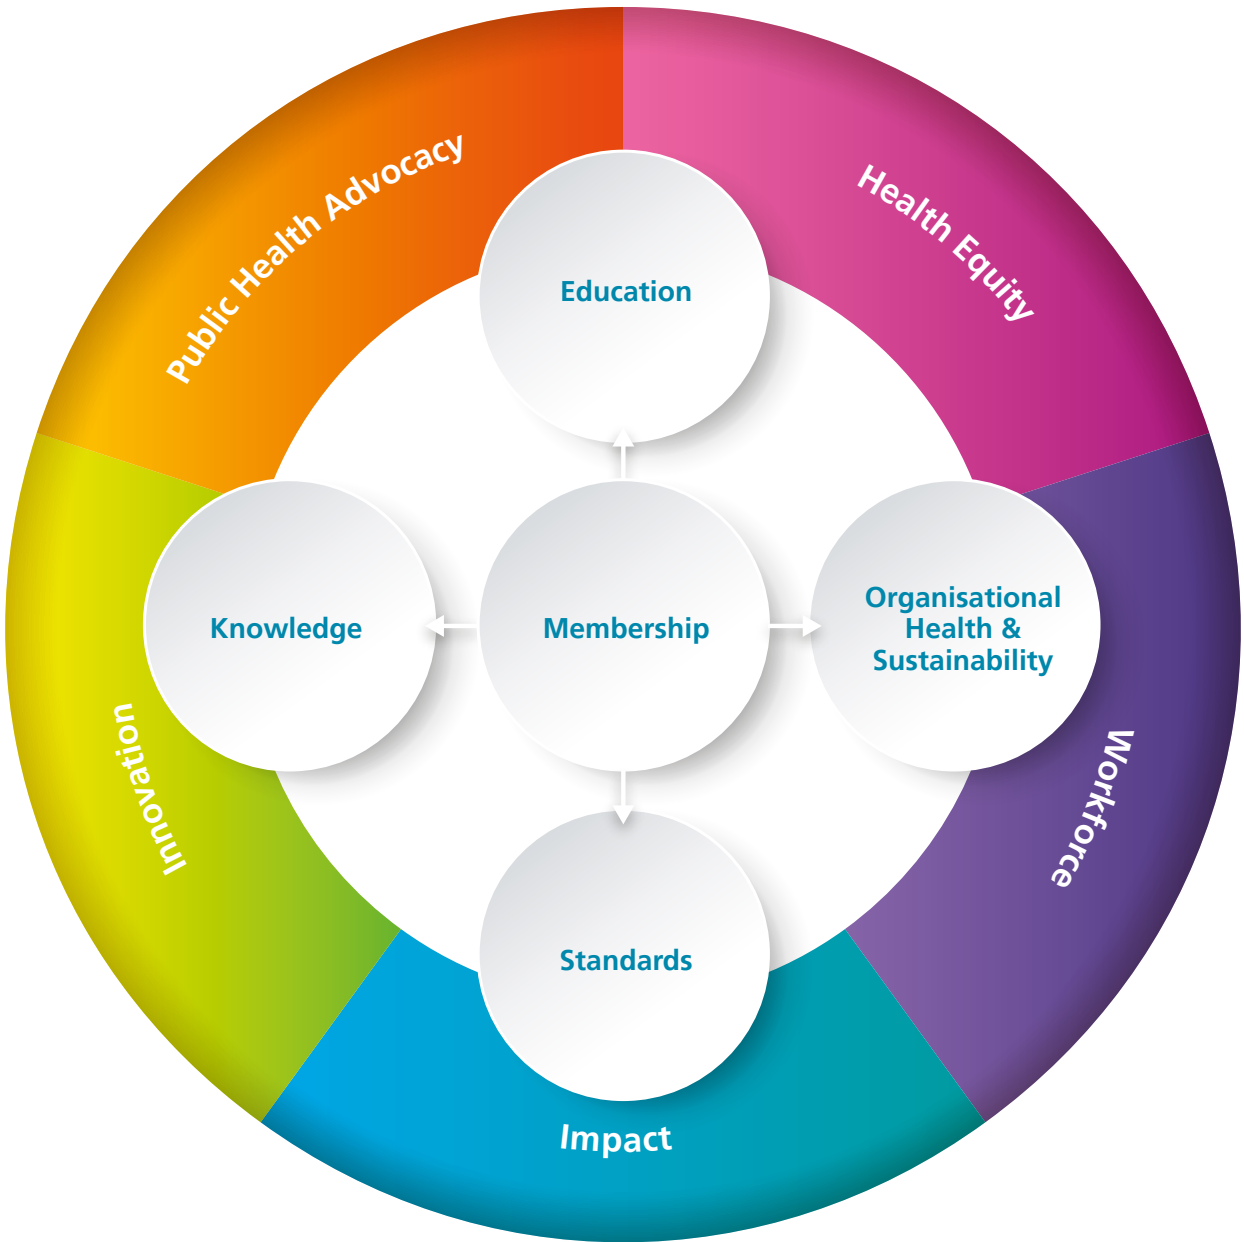 Public Health Advocacy
Health Equity
Education
Knowledge
Membership
Organisational
Health &
Sustainability
Innovation
Workforce
Standards
Impact